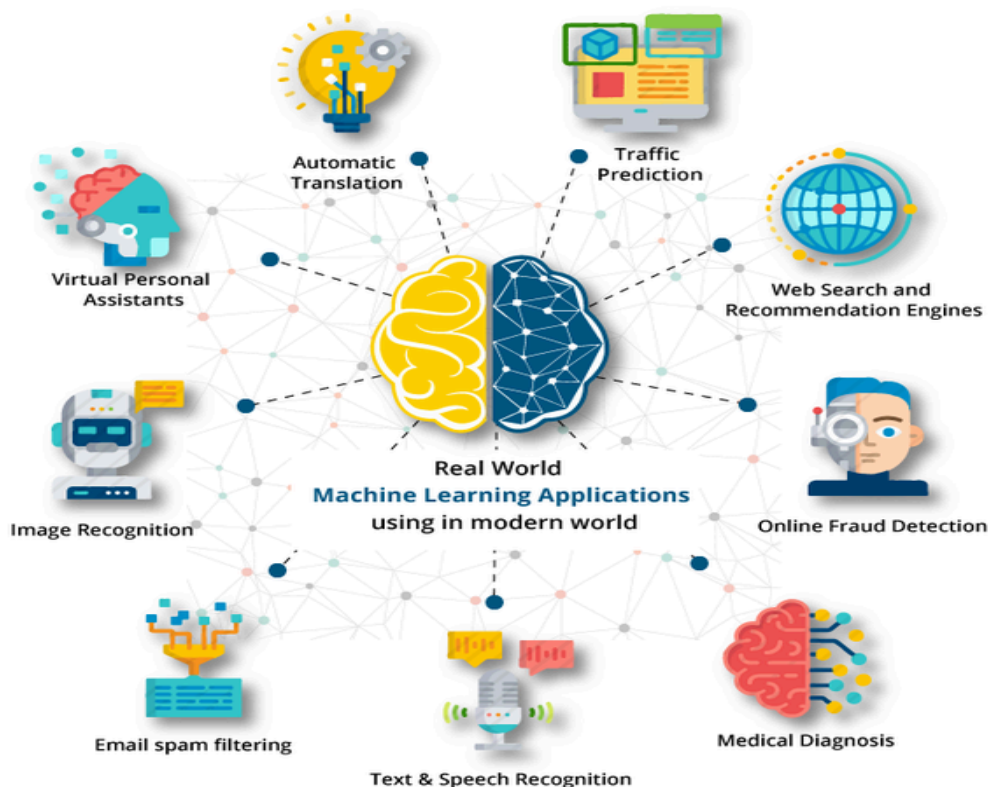 Automatic
Translation
Traffic
Prediction
Virtual Personal
Assistants
Web Search and
Recommendation Engines
Real World
Machine Learning Applications
using in modern world
Image Recognition
Online Fraud Detection
Email spam filtering
Text & Speech Recognition
Medical Diagnosis